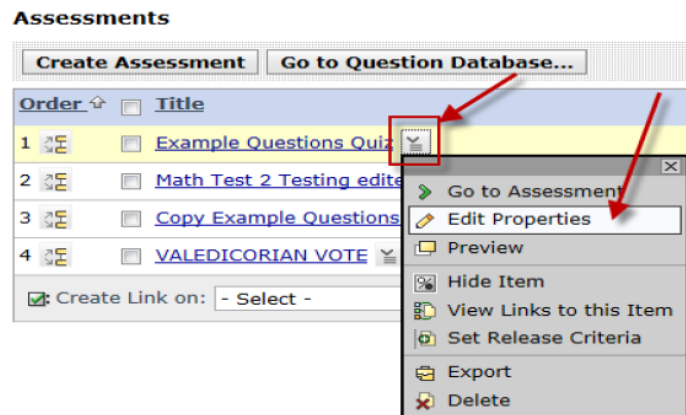 Assessments
Create Assessment Go to Question Database...
Order Title
1 Example Questions Quiz
2 Math Test 2 Testing edite
3 Copy Example Questions
4 VALEDICORIAN VOTE
Create Link on: - Select -
Go to Assessment
Edit Properties
Preview
Hide Item
View Links to this Item
Set Release Criteria
Export
Delete